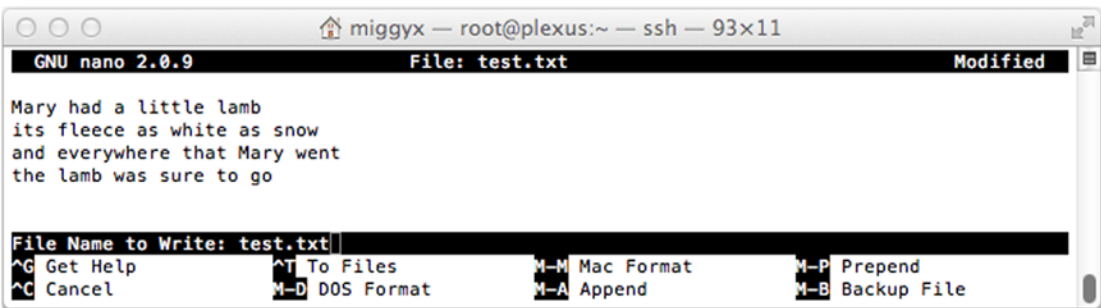 miggyx — root@plexus:~ — ssh — 93×11
GNU nano 2.0.9 File: test.txt Modified
Mary had a little lamb
its fleece as white as snow
and everywhere that Mary went
the lamb was sure to go
File Name to Write: test.txt
^G Get Help ^T To Files M-M Mac Format M-P Prepend
^C Cancel M-D DOS Format M-A Append M-B Backup File